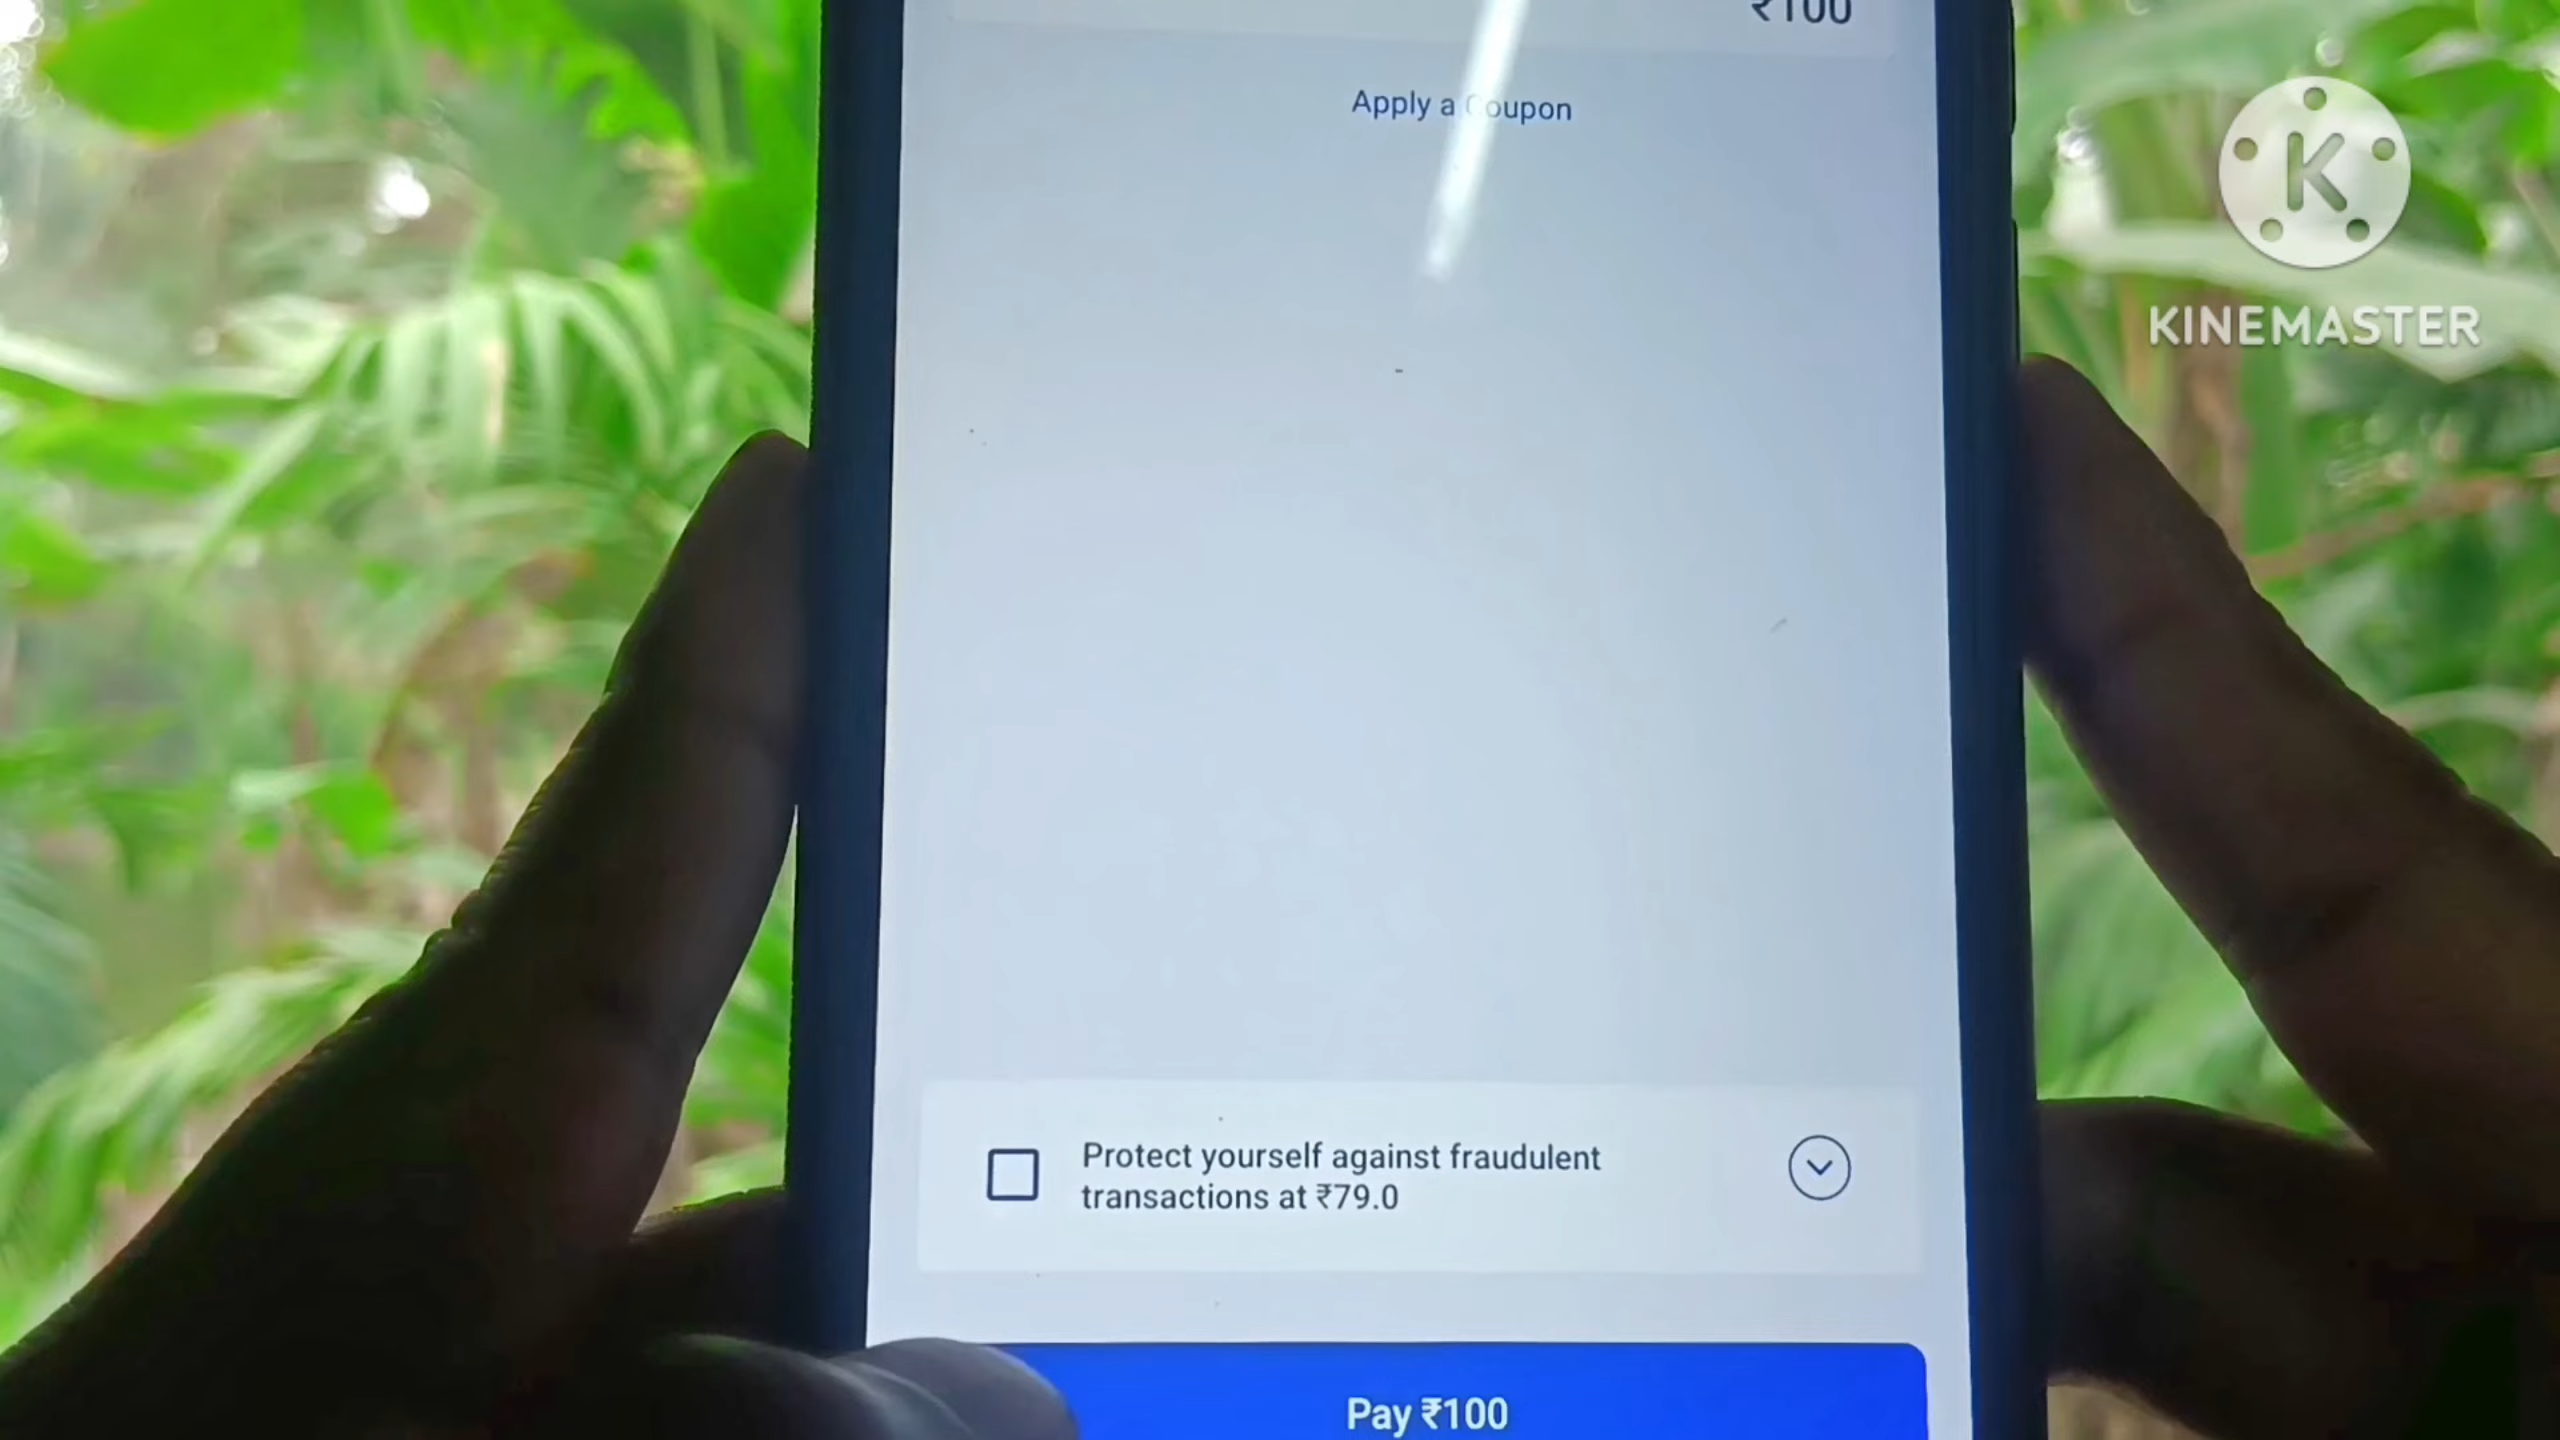 ₹100
Apply a Coupon
K
KINEMASTER
Protect yourself against fraudulent
transactions at ₹79.0
Pay ₹100